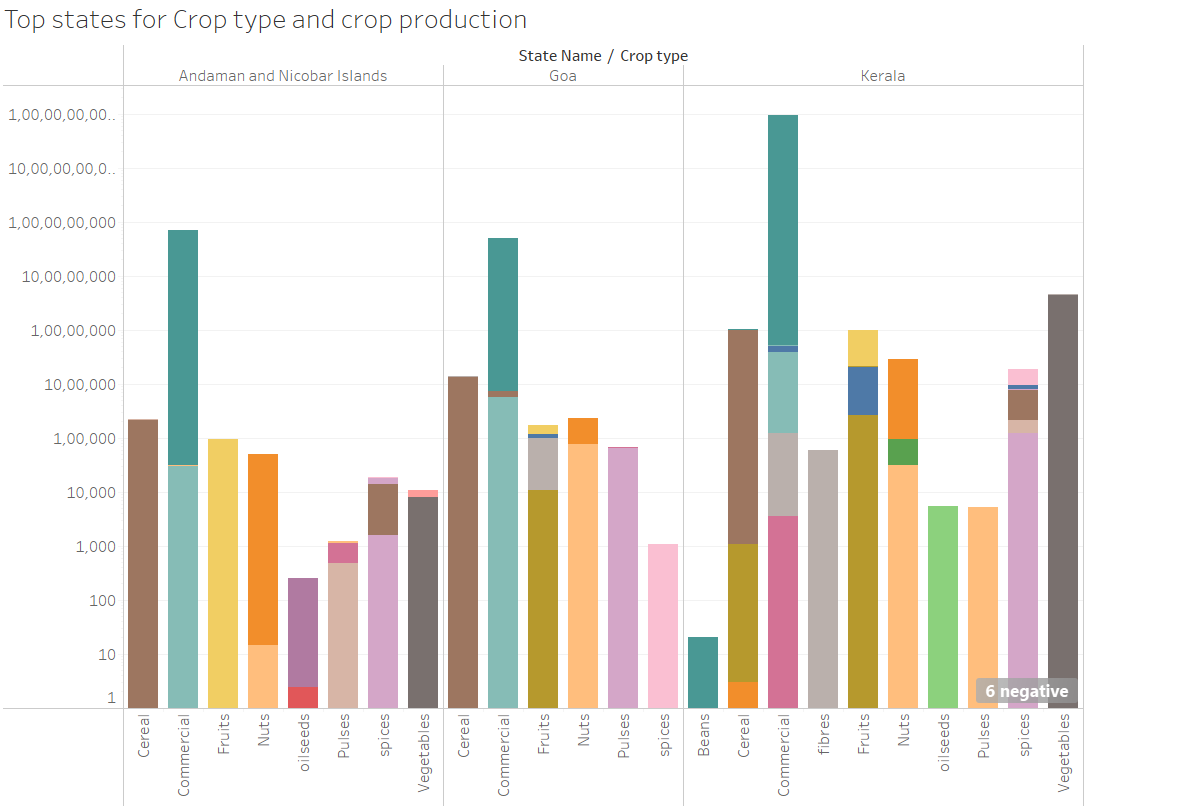 Top states for Crop type and crop production
State Name / Crop type
Andaman and Nicobar Islands Goa Kerala
1,00,00,00,00..
10,00,00,00,0..
1,00,00,00,000
10,00,00,000
1,00,00,000
10,00,000
1,00,000
10,000
1,000
100
10
1
6 negative
Cereal Commercial Fruits Nuts oilseeds Pulses spices Vegetables Cereal Commercial Fruits Nuts Pulses spices Beans Cereal Commercial fibres Fruits Nuts oilseeds Pulses spices Vegetables